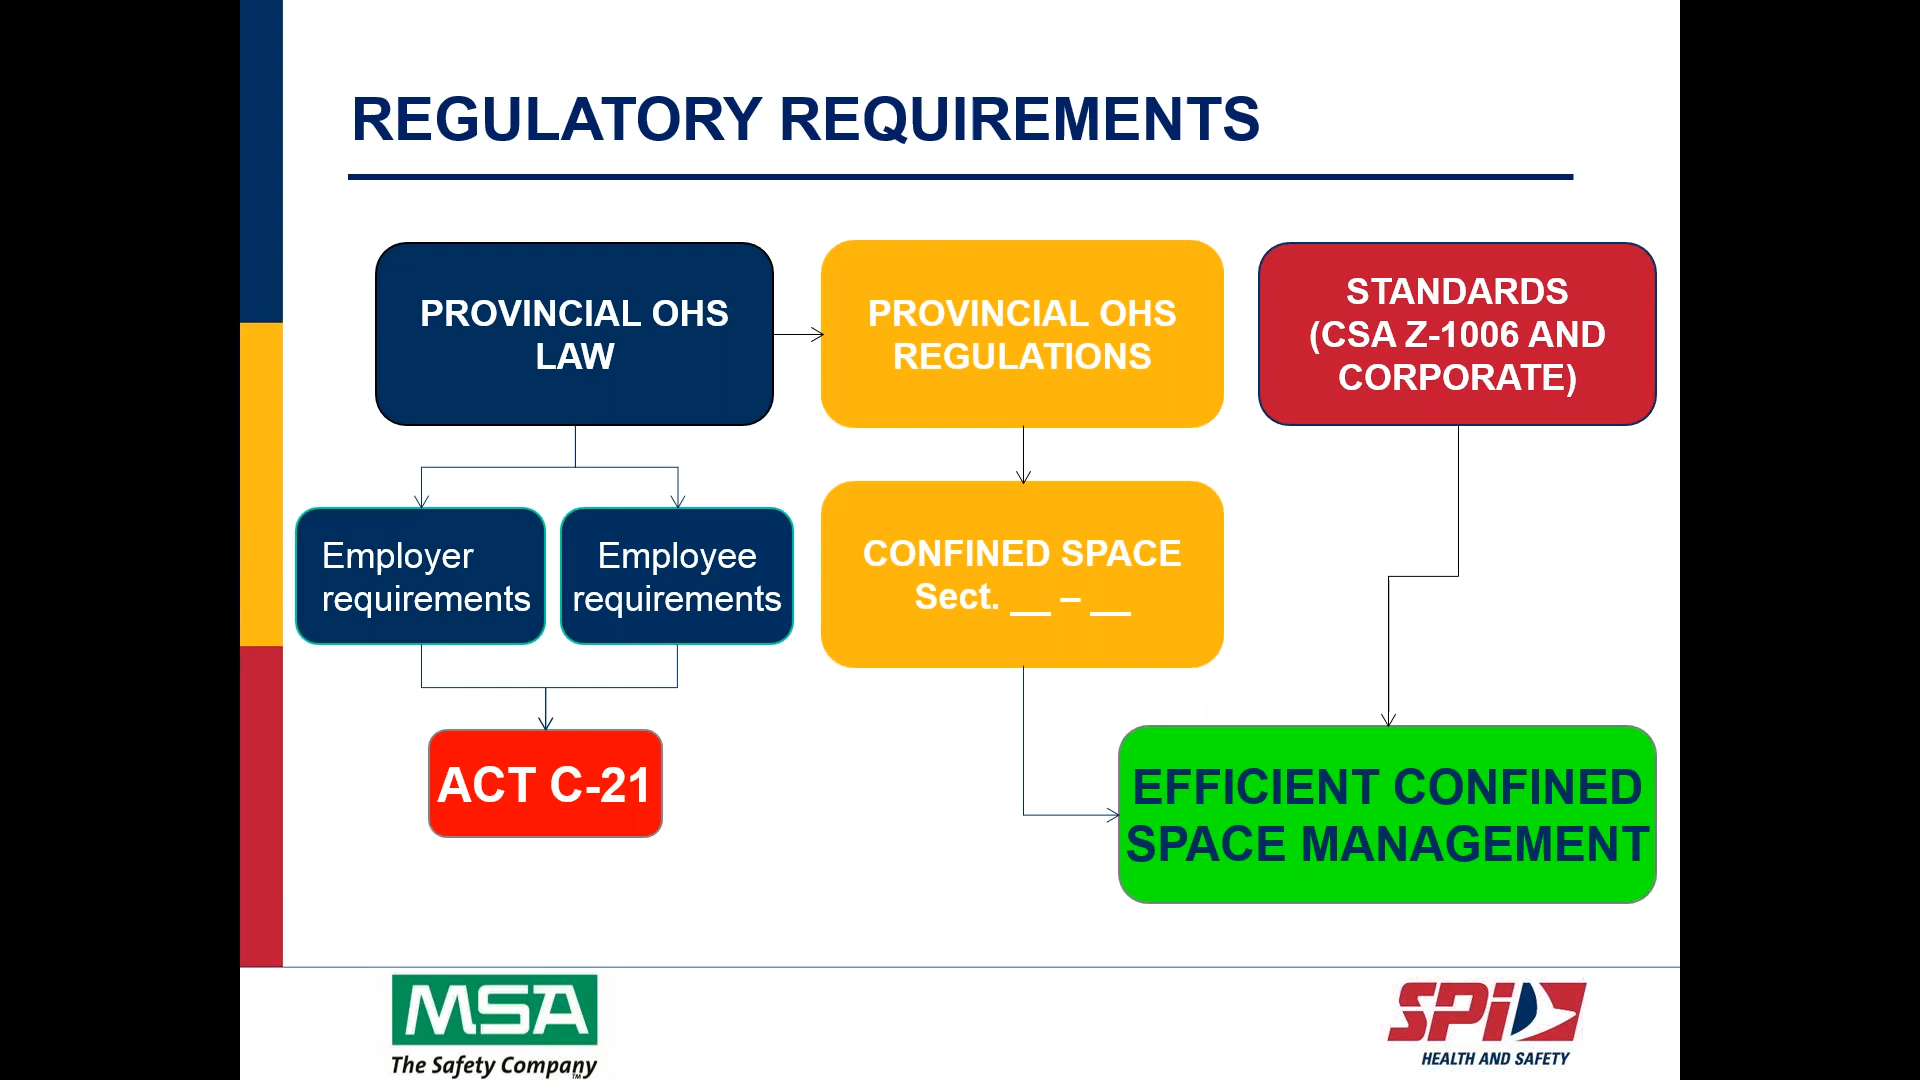 REGULATORY REQUIREMENTS
PROVINCIAL OHS
LAW
PROVINCIAL OHS
REGULATIONS
STANDARDS
(CSA Z-1006 AND
CORPORATE)
Employer
requirements
Employee
requirements
CONFINED SPACE
Sect. __ – __
ACT C-21
EFFICIENT CONFINED
SPACE MANAGEMENT
MSA
The Safety Company™
SPi
HEALTH AND SAFETY